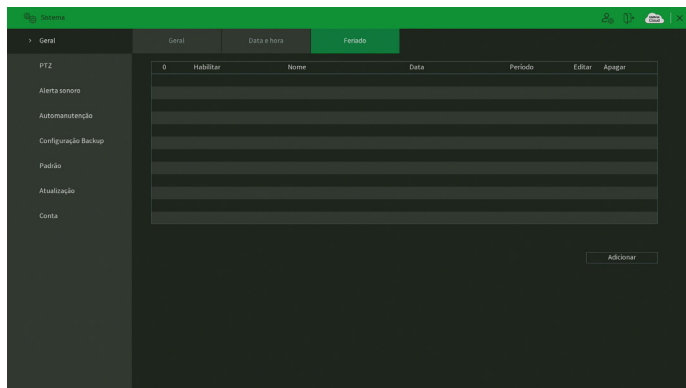 Sezema
Geral
Geral
Data e hora
Feriado
PTZ
0 Habilitar Nome Data Período Editar Apagar
Alerta sonoro
Automanutenção
Configuração Backup
Padrão
Atualização
Conta
Adicionar